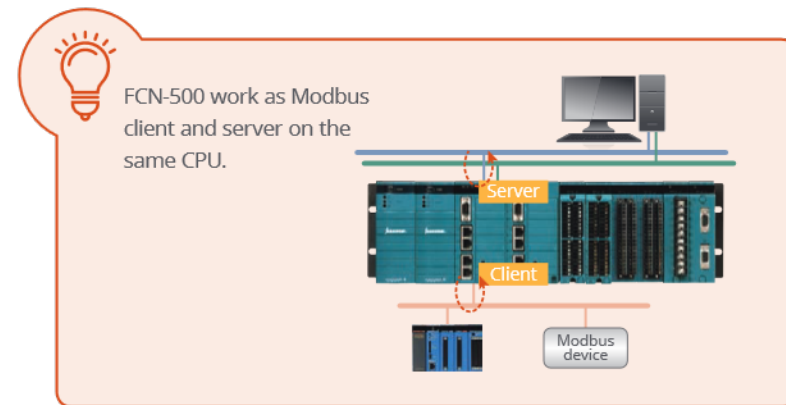 FCN-500 work as Modbus
client and server on the
same CPU.
Server
Client
Modbus
device